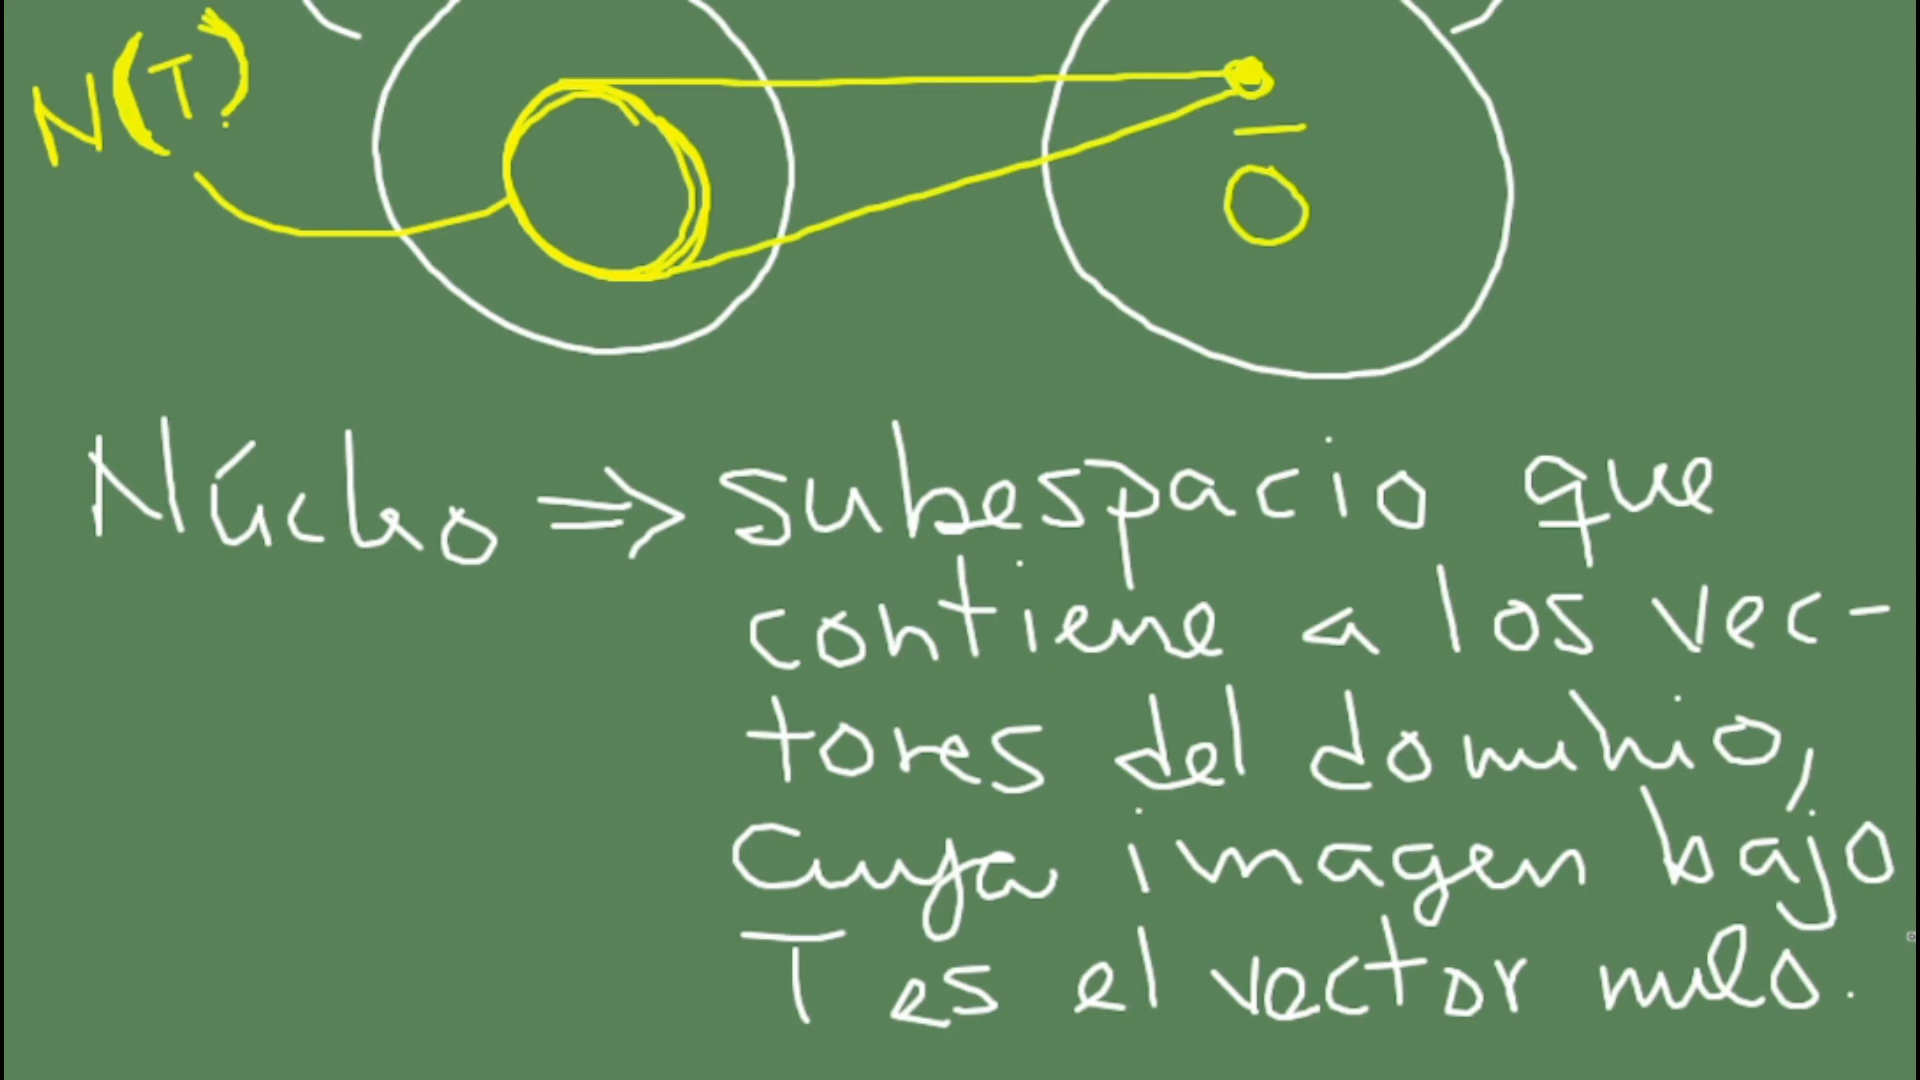 N(T)
0̅
Núcleo ⇒ subespacio que
contiene a los vec-
tores del dominio,
cuya imagen bajo
T es el vector nulo.